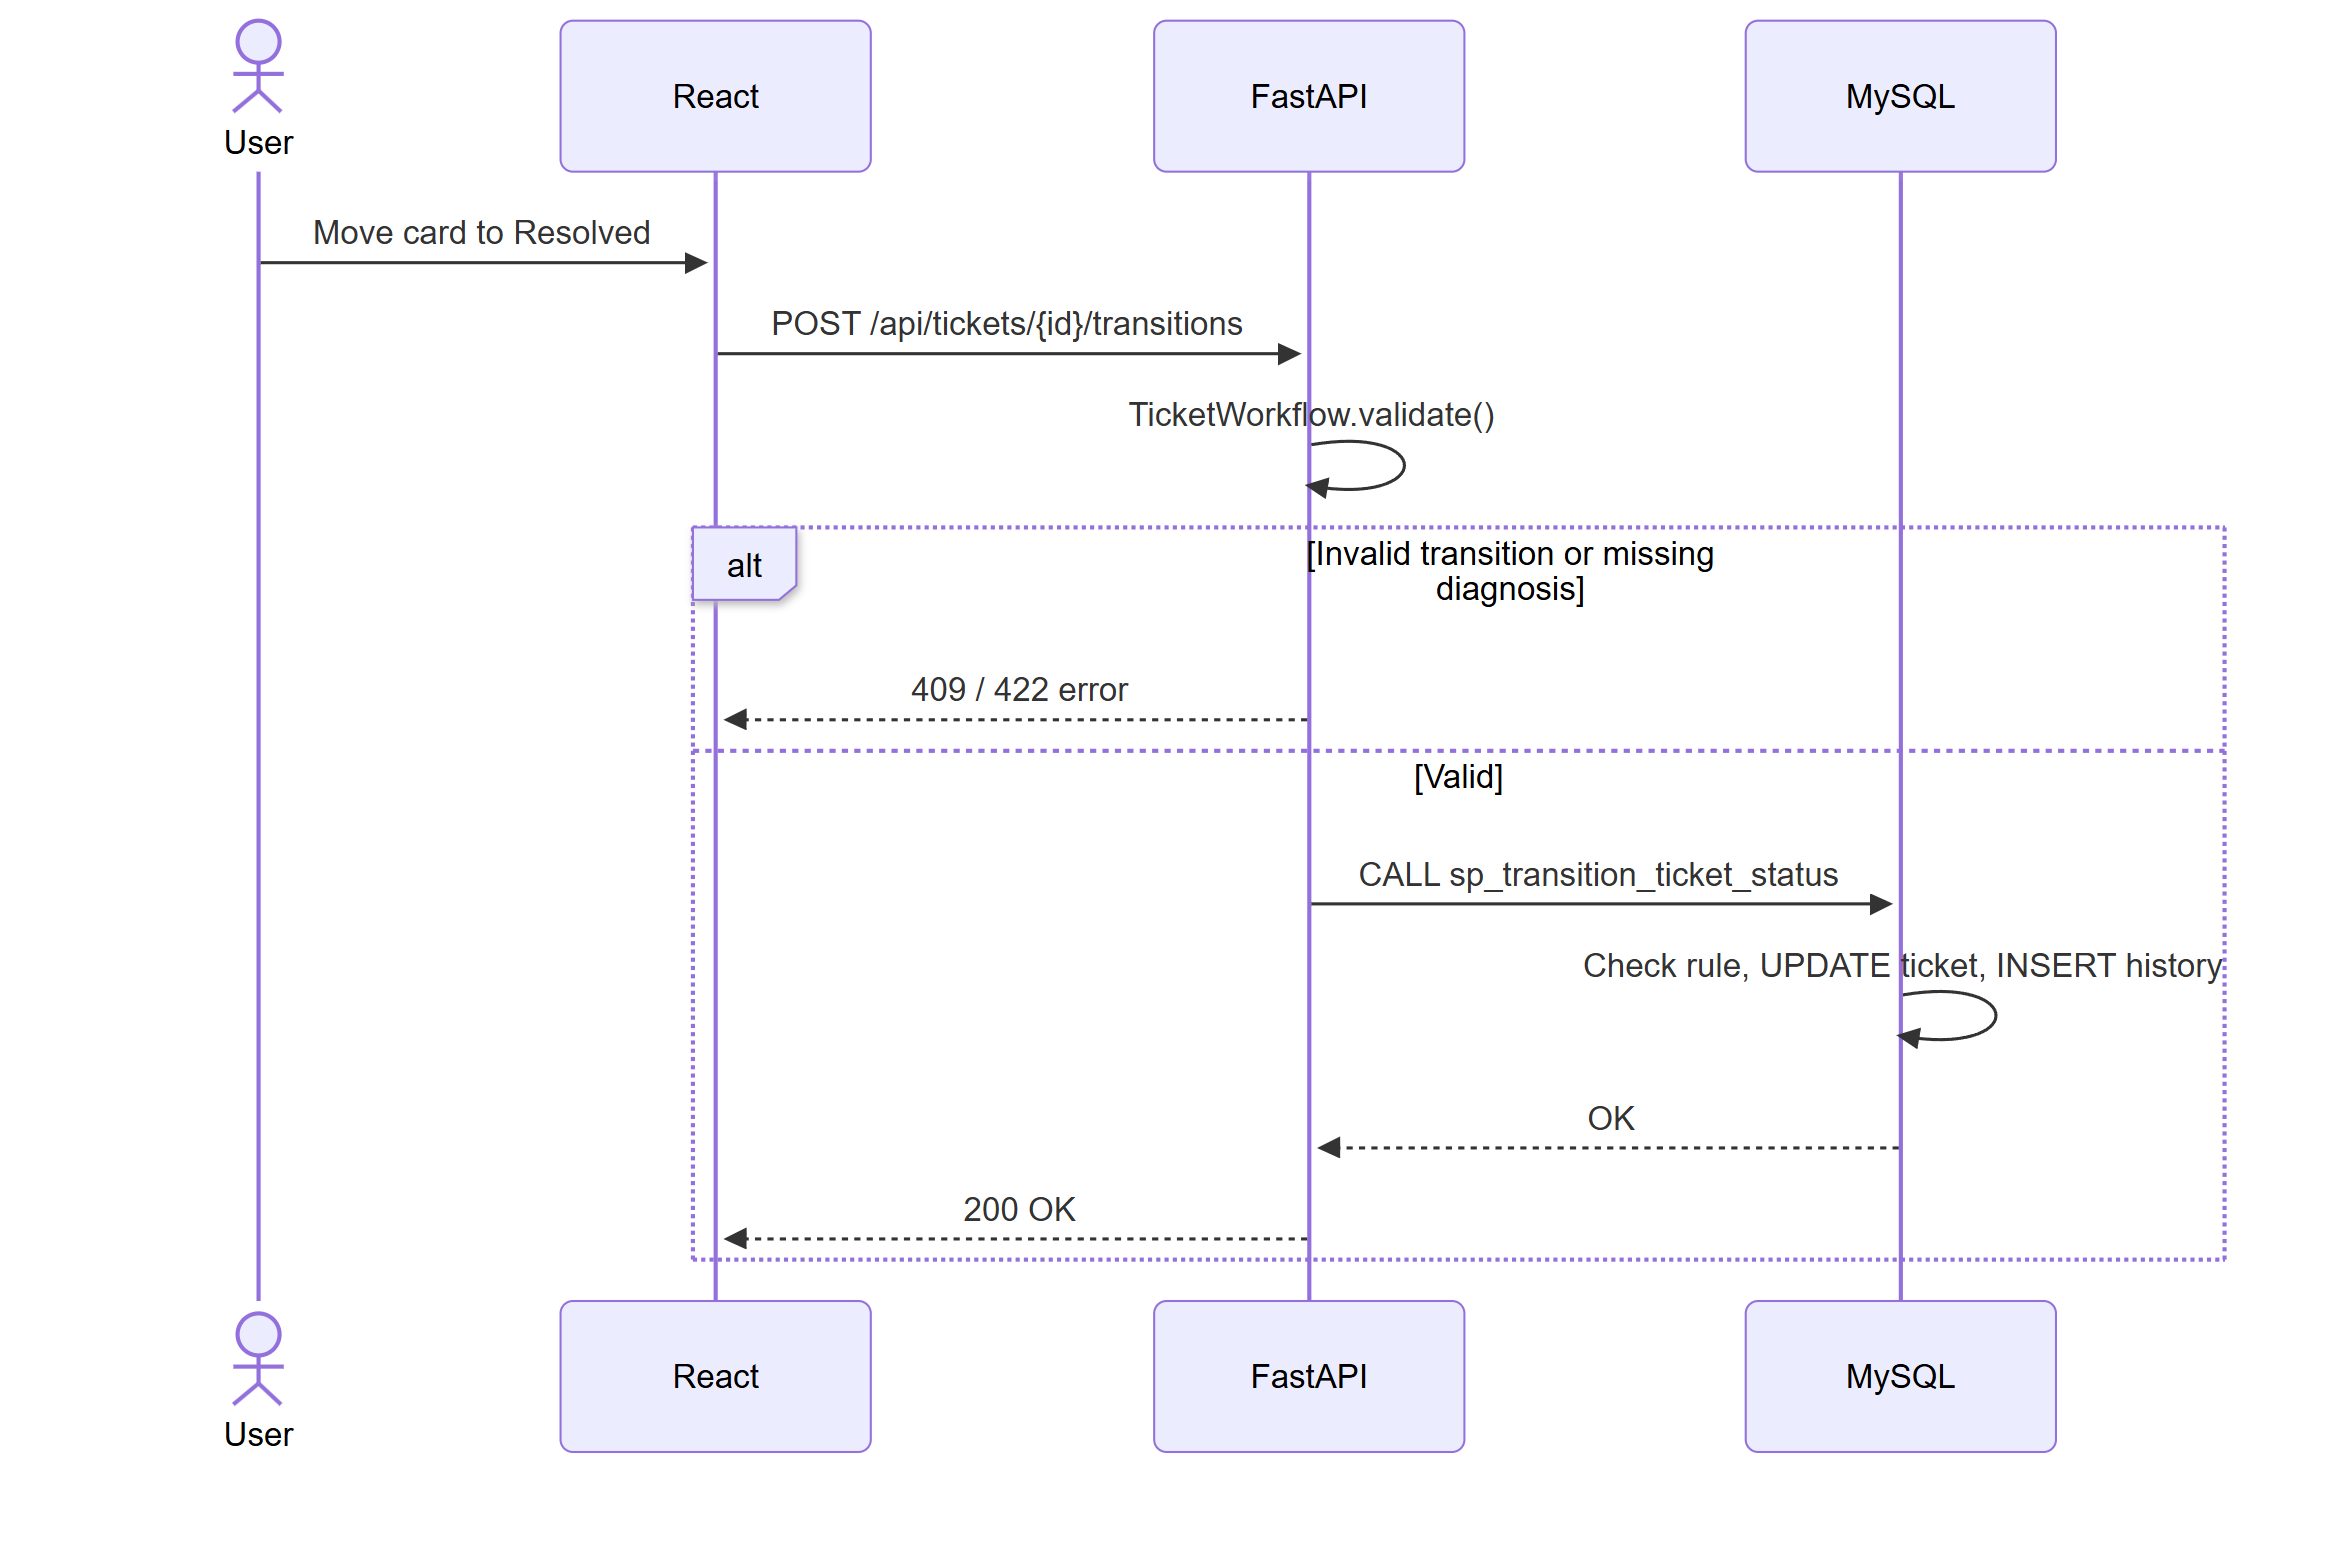 User
React
FastAPI
MySQL
Move card to Resolved
POST /api/tickets/{id}/transitions
TicketWorkflow.validate()
alt
[Invalid transition or missing
diagnosis]
409 / 422 error
[Valid]
CALL sp_transition_ticket_status
Check rule, UPDATE ticket, INSERT history
OK
200 OK
User
React
FastAPI
MySQL